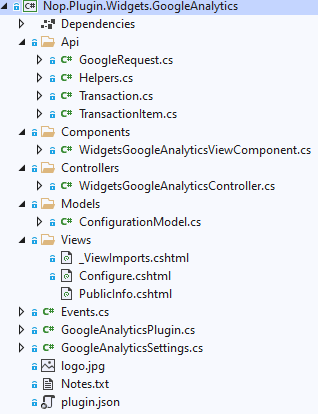 C# Nop.Plugin.Widgets.GoogleAnalytics
Dependencies
Api
C# GoogleRequest.cs
C# Helpers.cs
C# Transaction.cs
C# TransactionItem.cs
Components
C# WidgetsGoogleAnalyticsViewComponent.cs
Controllers
C# WidgetsGoogleAnalyticsController.cs
Models
C# ConfigurationModel.cs
Views
_ViewImports.cshtml
Configure.cshtml
PublicInfo.cshtml
C# Events.cs
C# GoogleAnalyticsPlugin.cs
C# GoogleAnalyticsSettings.cs
logo.jpg
Notes.txt
plugin.json